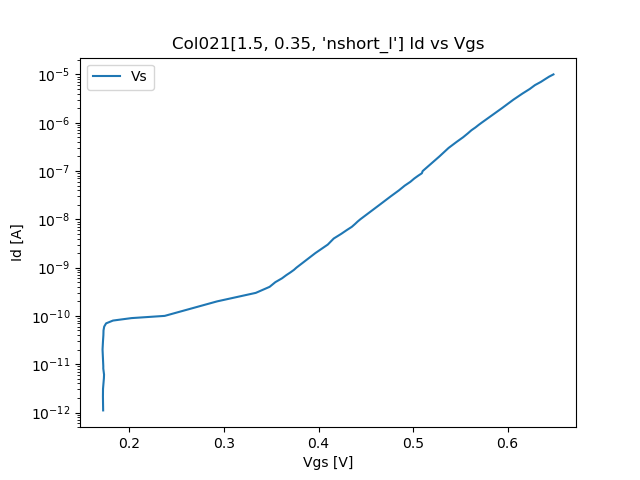 Col021[1.5, 0.35, 'nshort_l'] Id vs Vgs
Vs
10⁻⁵
10⁻⁶
10⁻⁷
10⁻⁸
10⁻⁹
10⁻¹⁰
10⁻¹¹
10⁻¹²
Id [A]
0.2 0.3 0.4 0.5 0.6
Vgs [V]